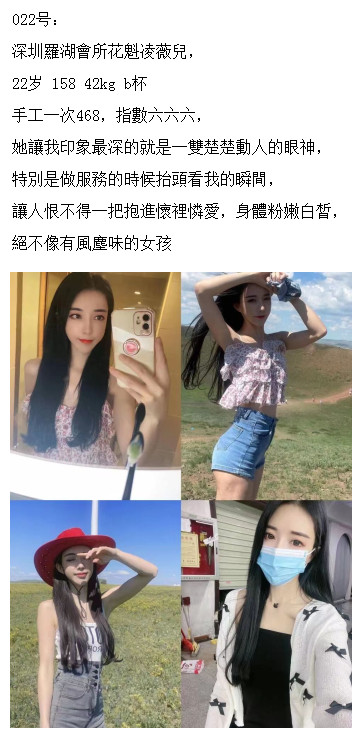 022号：
深圳羅湖會所花魁凌薇兒，
22岁 158 42kg b杯
手工一次468，指數六六六，
她讓我印象最深的就是一雙楚楚動人的眼神，
特別是做服務的時候抬頭看我的瞬間，
讓人恨不得一把抱進懷裡憐愛，身體粉嫩白皙，
絕不像有風塵味的女孩